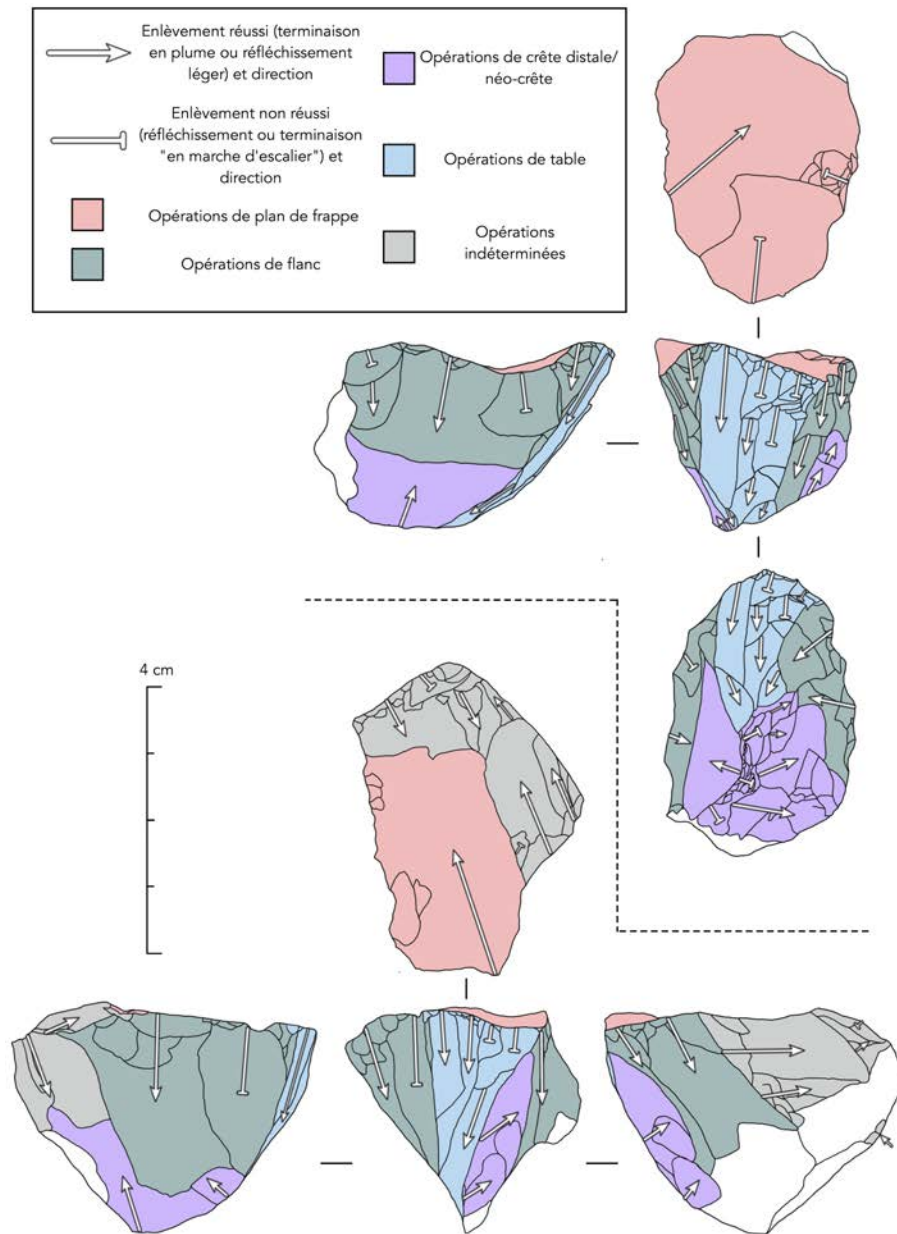 Enlèvement réussi (terminaison
en plume ou réfléchissement
léger) et direction
Enlèvement non réussi
(réfléchissement ou terminaison
"en marche d'escalier") et
direction
Opérations de plan de frappe
Opérations de flanc
Opérations de crête distale/
néo-crête
Opérations de table
Opérations
indéterminées
4 cm